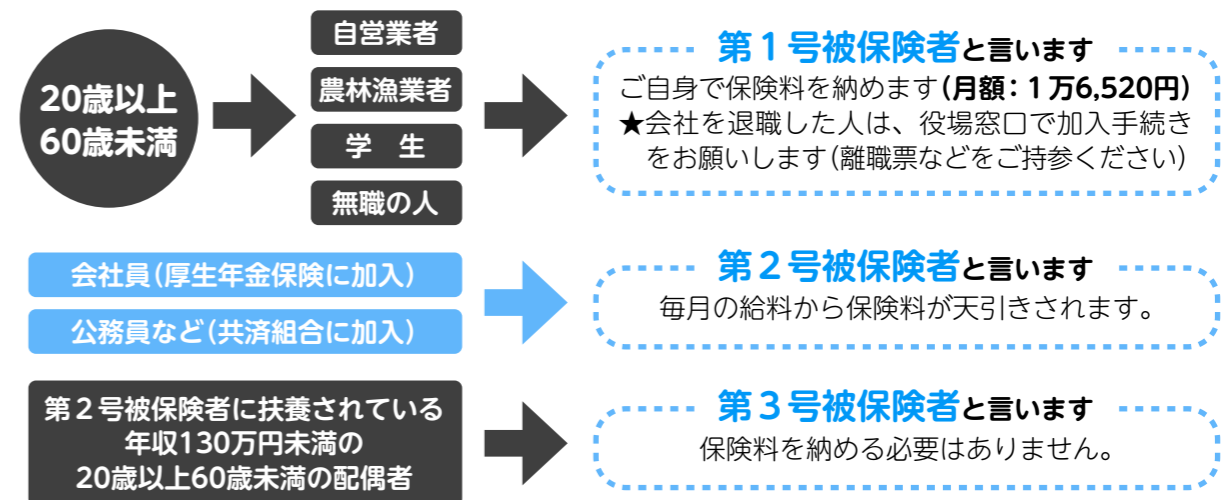 20歳以上
60歳未満
自営業者
農林漁業者
学　生
無職の人
第１号被保険者と言います
ご自身で保険料を納めます(月額：１万6,520円)
★会社を退職した人は、役場窓口で加入手続き
をお願いします(離職票などをご持参ください)
会社員(厚生年金保険に加入)
公務員など(共済組合に加入)
第２号被保険者と言います
毎月の給料から保険料が天引きされます。
第２号被保険者に扶養されている
年収130万円未満の
20歳以上60歳未満の配偶者
第３号被保険者と言います
保険料を納める必要はありません。